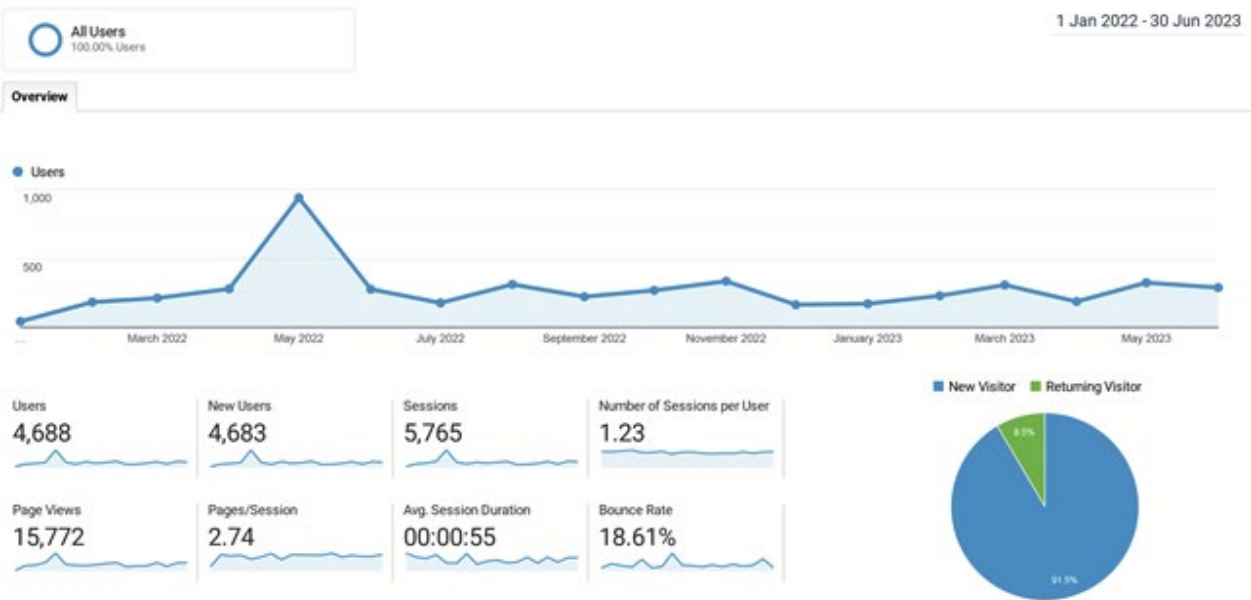 All Users
100.00% Users
1 Jan 2022 - 30 Jun 2023
Overview
Users
1,000
500
...
March 2022
May 2022
July 2022
September 2022
November 2022
January 2023
March 2023
May 2023
New Visitor
Returning Visitor
Users
New Users
Sessions
Number of Sessions per User
4,688
4,683
5,765
1.23
8.5%
Page Views
Pages/Session
Avg. Session Duration
Bounce Rate
15,772
2.74
00:00:55
18.61%
91.5%